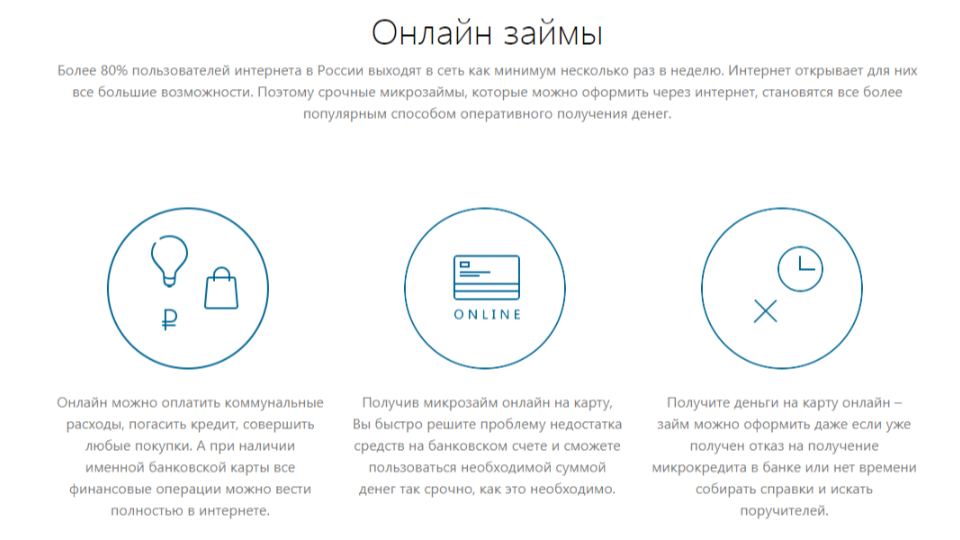 Онлайн займы
Более 80% пользователей интернета в России выходят в сеть как минимум несколько раз в неделю. Интернет открывает для них
все большие возможности. Поэтому срочные микрозаймы, которые можно оформить через интернет, становятся все более
популярным способом оперативного получения денег.
₽
ONLINE
Онлайн можно оплатить коммунальные
расходы, погасить кредит, совершить
любые покупки. А при наличии
именной банковской карты все
финансовые операции можно вести
полностью в интернете.
Получив микрозайм онлайн на карту,
Вы быстро решите проблему недостатка
средств на банковском счете и сможете
пользоваться необходимой суммой
денег так срочно, как это необходимо.
Получите деньги на карту онлайн –
займ можно оформить даже если уже
получен отказ на получение
микрокредита в банке или нет времени
собирать справки и искать
поручителей.